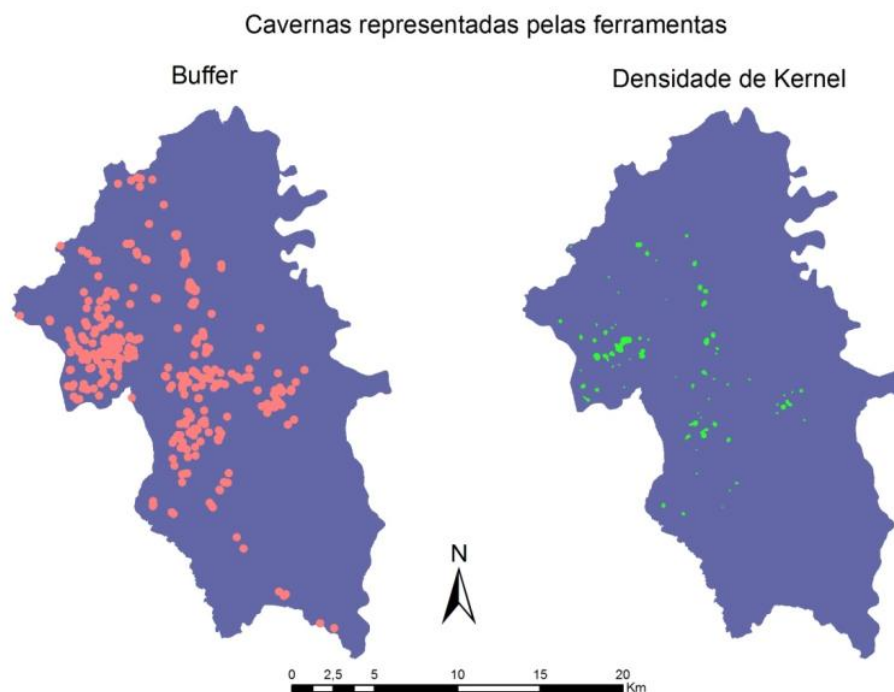 Cavernas representadas pelas ferramentas
Buffer
Densidade de Kernel
N
0 2,5 5 10 15 20
Km